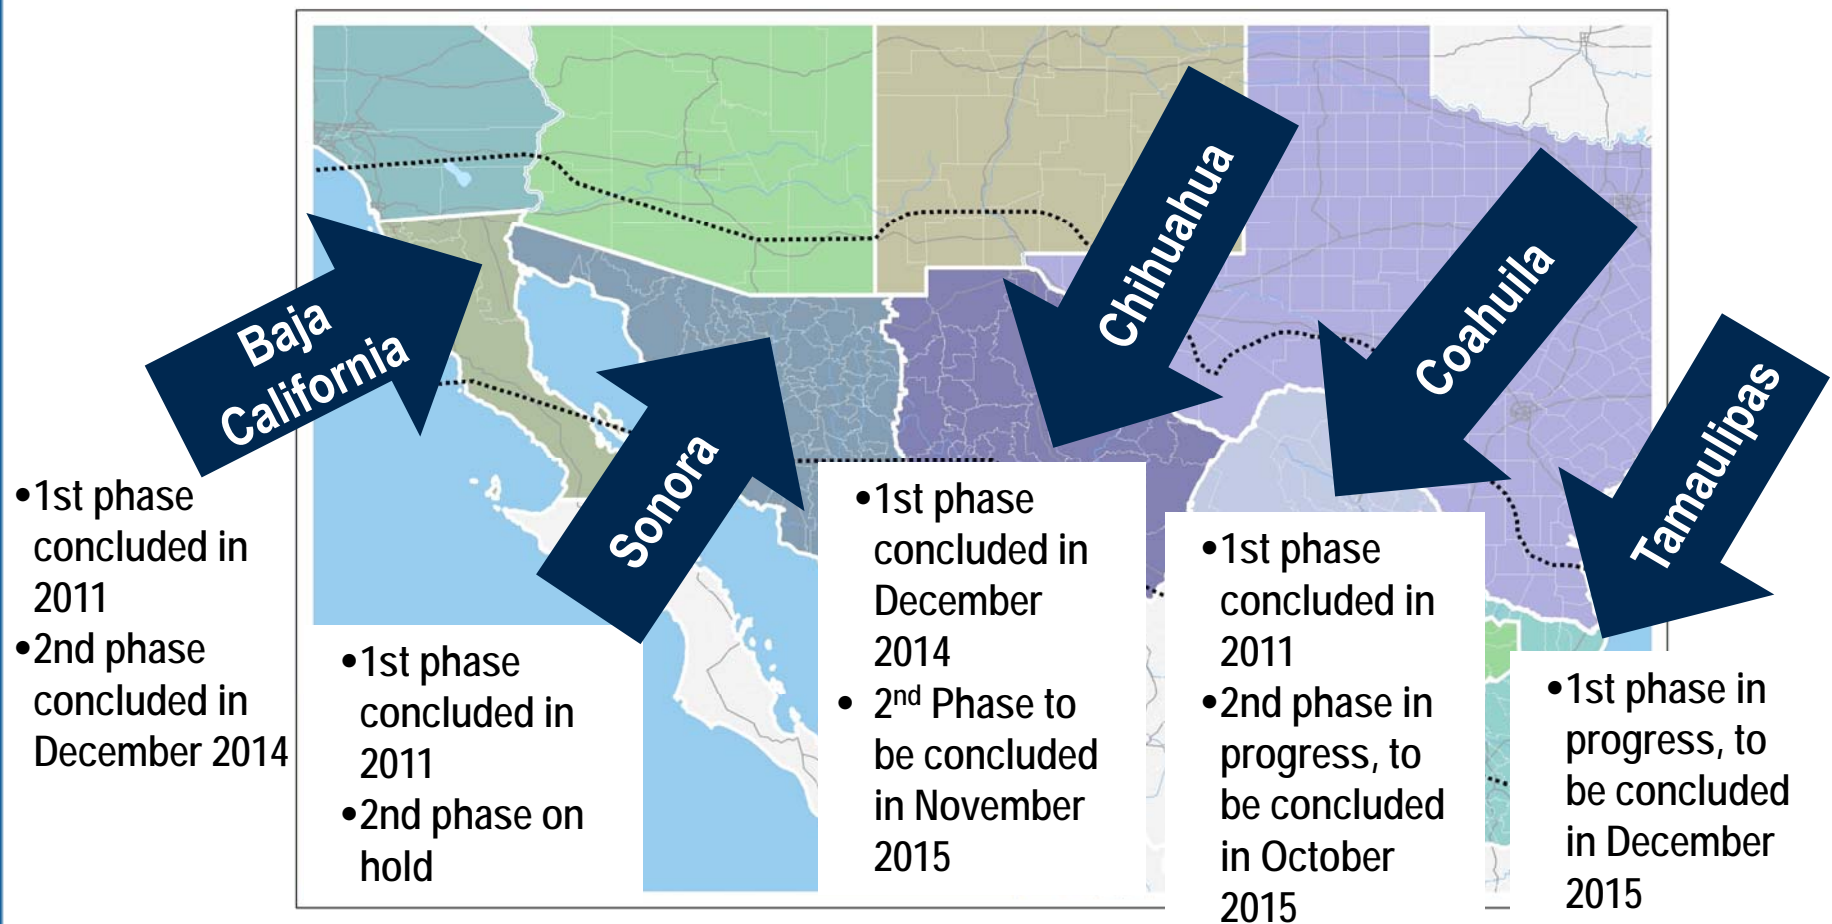 Baja
California
•1st phase
concluded in
2011
•2nd phase
concluded in
December 2014
Sonora
•1st phase
concluded in
2011
•2nd phase on
hold
Chihuahua
•1st phase
concluded in
December
2014
• 2nd Phase to
be concluded
in November
2015
Coahuila
•1st phase
concluded in
2011
•2nd phase in
progress, to
be concluded
in October
2015
Tamaulipas
•1st phase in
progress, to
be concluded
in December
2015